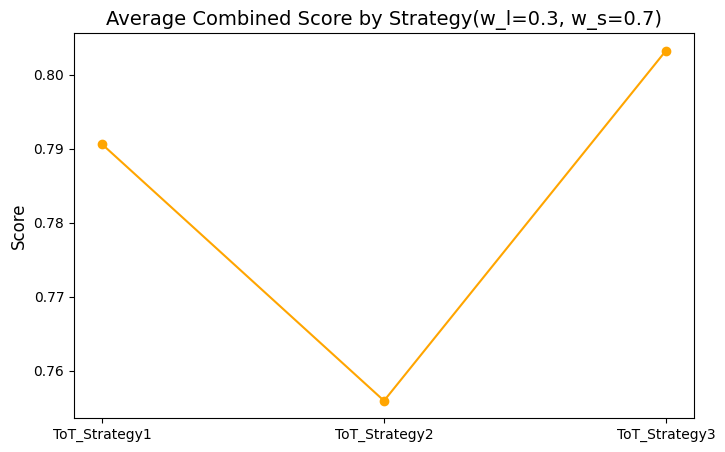 Average Combined Score by Strategy(w_l=0.3, w_s=0.7)
Score
0.80
0.79
0.78
0.77
0.76
ToT_Strategy1
ToT_Strategy2
ToT_Strategy3